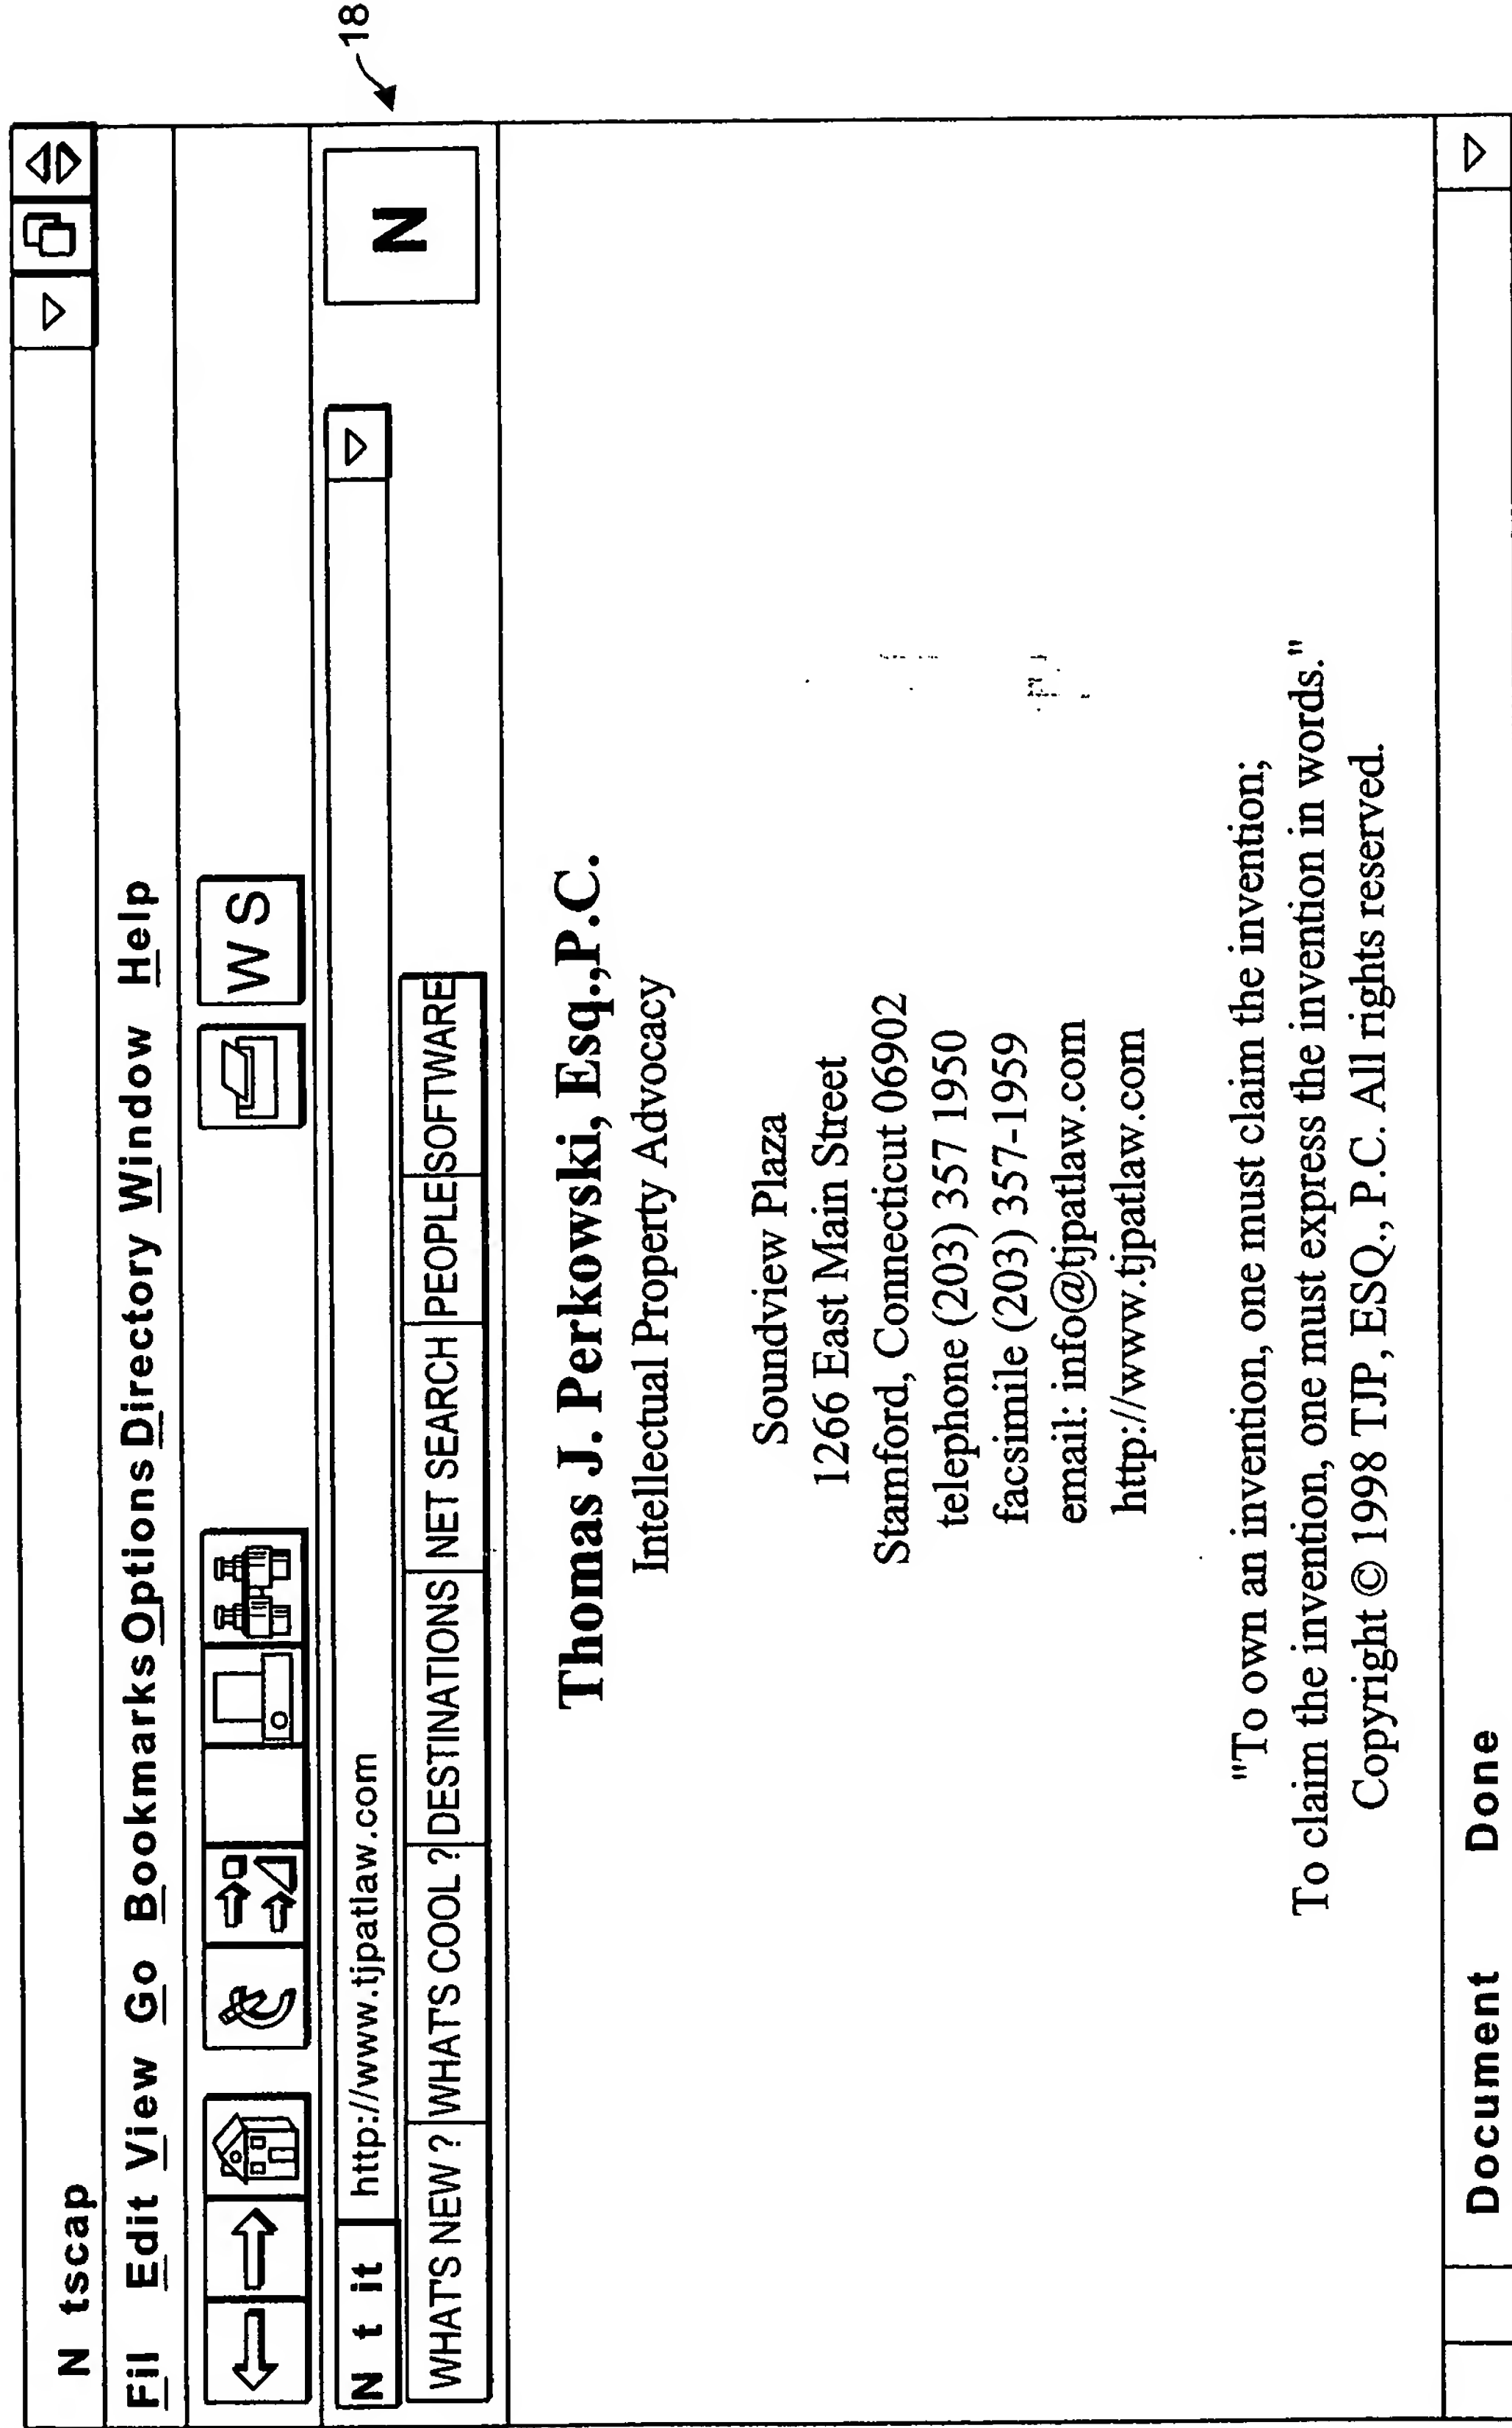 18
N tscap
Fil Edit View Go Bookmarks Options Directory Window Help
W S
N t it http://www.tjpatlaw.com
N
WHAT'S NEW ? WHAT'S COOL ? DESTINATIONS NET SEARCH PEOPLE SOFTWARE
Thomas J. Perkowski, Esq.,P.C.
Intellectual Property Advocacy
Soundview Plaza
1266 East Main Street
Stamford, Connecticut 06902
telephone (203) 357 1950
facsimile (203) 357-1959
email: info@tjpatlaw.com
http://www.tjpatlaw.com
"To own an invention, one must claim the invention;
To claim the invention, one must express the invention in words."
Copyright © 1998 TJP, ESQ., P.C. All rights reserved.
Document Done